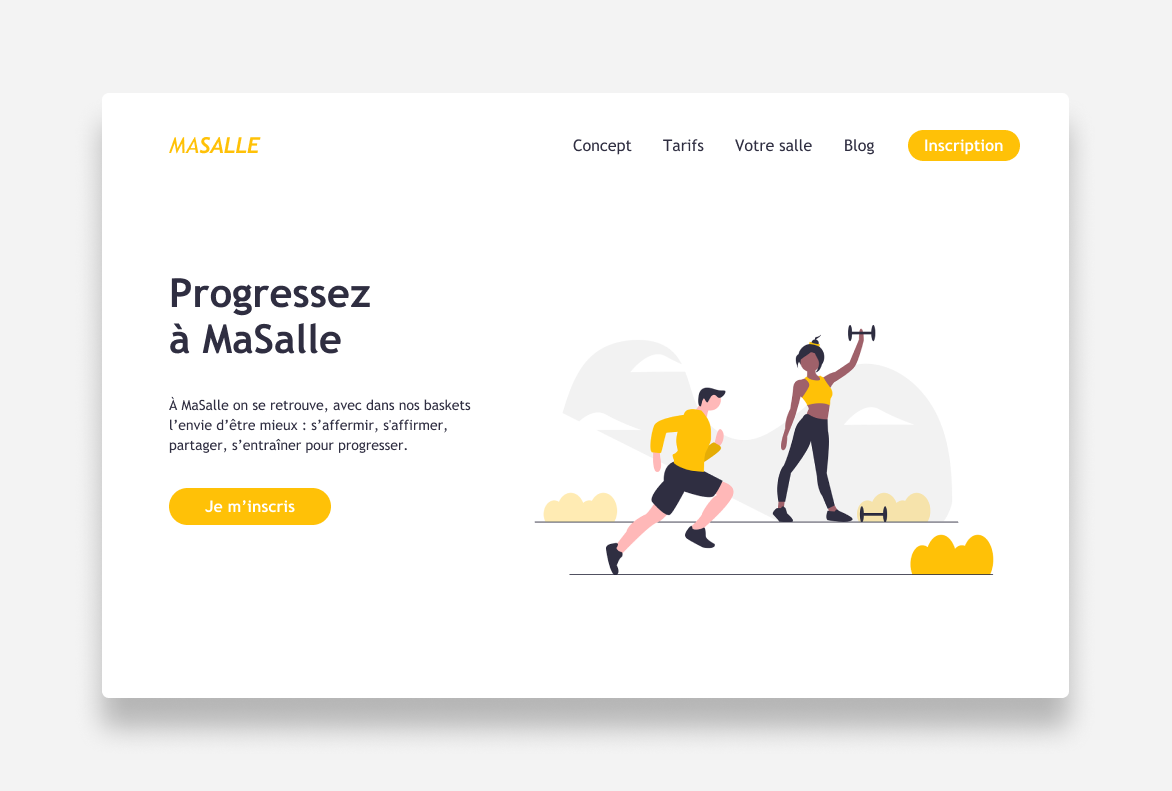 MASALLE
Concept
Tarifs
Votre salle
Blog
Inscription
Progressez
à MaSalle
À MaSalle on se retrouve, avec dans nos baskets
l’envie d’être mieux : s’affermir, s'affirmer,
partager, s’entraîner pour progresser.
Je m’inscris